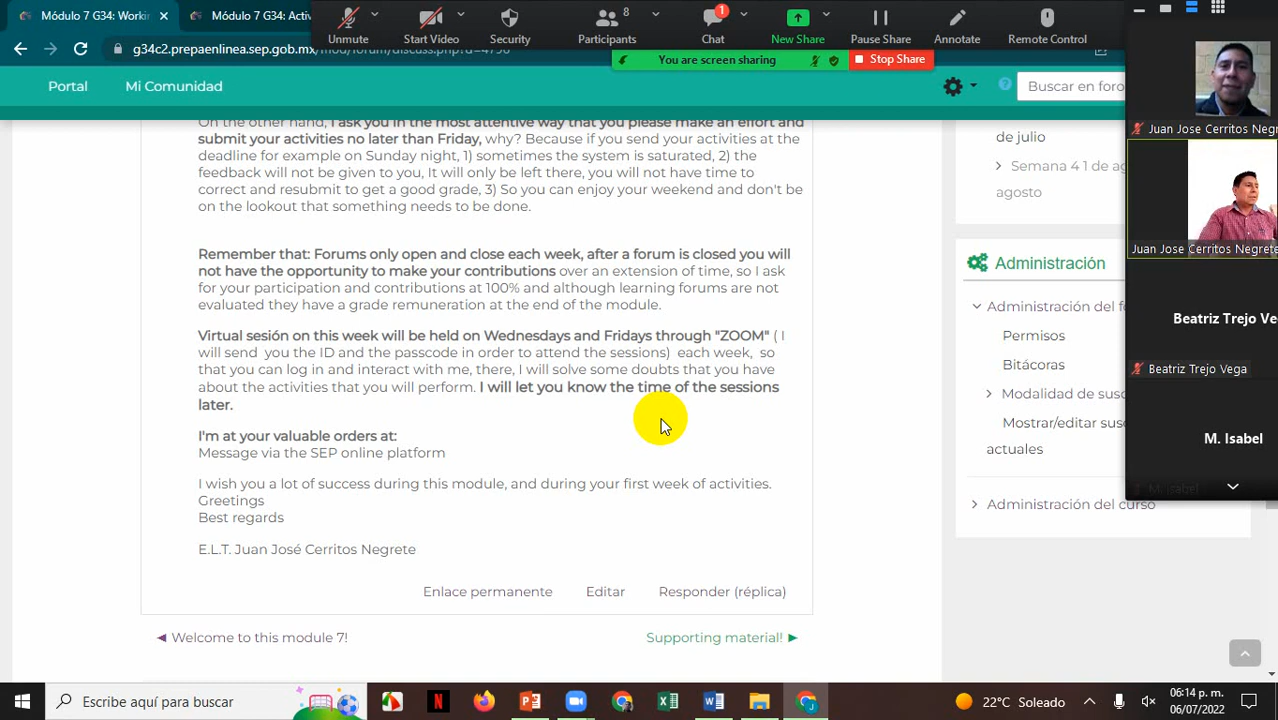 Módulo 7 G34: Worki
Módulo 7 G34: Activ
g34c2.prepaenlinea.sep.gob.mx/mod/forum/discuss.php?d=4796
Unmute
Start Video
Security
8
Participants
1
Chat
New Share
Pause Share
Annotate
Remote Control
You are screen sharing
Stop Share
Portal
Mi Comunidad
Buscar en foro
On the other hand, I ask you in the most attentive way that you please make an effort and
submit your activities no later than Friday, why? Because if you send your activities at the
deadline for example on Sunday night, 1) sometimes the system is saturated, 2) the
feedback will not be given to you, It will only be left there, you will not have time to
correct and resubmit to get a good grade, 3) So you can enjoy your weekend and don't be
on the lookout that something needs to be done.
Remember that: Forums only open and close each week, after a forum is closed you will
not have the opportunity to make your contributions over an extension of time, so I ask
for your participation and contributions at 100% and although learning forums are not
evaluated they have a grade remuneration at the end of the module.
Virtual sesión on this week will be held on Wednesdays and Fridays through "ZOOM" ( I
will send you the ID and the passcode in order to attend the sessions) each week, so
that you can log in and interact with me, there, I will solve some doubts that you have
about the activities that you will perform. I will let you know the time of the sessions
later.
I'm at your valuable orders at:
Message via the SEP online platform
I wish you a lot of success during this module, and during your first week of activities.
Greetings
Best regards
E.L.T. Juan José Cerritos Negrete
Enlace permanente
Editar
Responder (réplica)
Welcome to this module 7!
Supporting material!
de julio
Semana 4 1 de ago
agosto
Administración
Administración del f
Permisos
Bitácoras
Modalidad de susc
Mostrar/editar susc
actuales
Administración del curso
Juan Jose Cerritos Negr
Juan Jose Cerritos Negrete
Beatriz Trejo Ve
Beatriz Trejo Vega
M. Isabel
M. Isabel
Escribe aquí para buscar
22°C Soleado
06:14 p. m.
06/07/2022